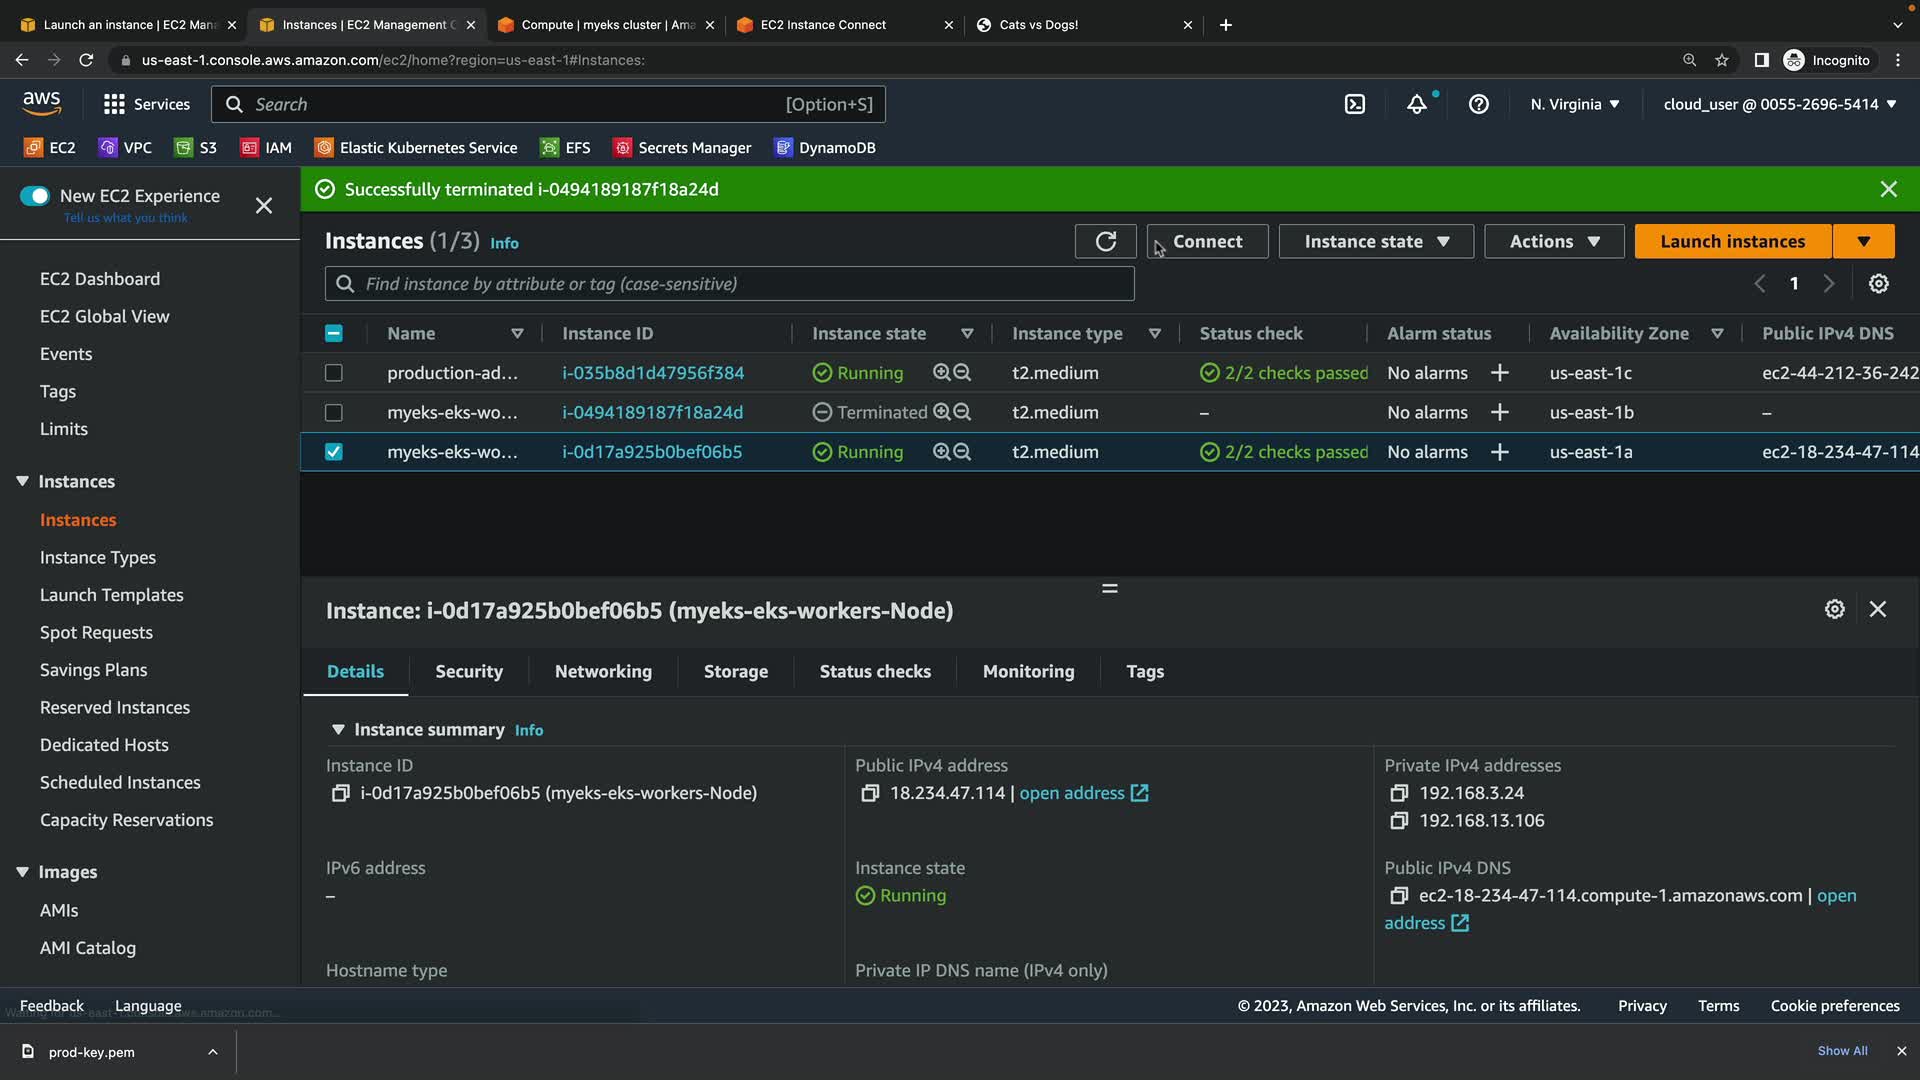 Launch an instance | EC2 Mana
Instances | EC2 Management C
Compute | myeks cluster | Ama
EC2 Instance Connect
Cats vs Dogs!
us-east-1.console.aws.amazon.com/ec2/home?region=us-east-1#Instances:
Incognito
aws
Services
Search
[Option+S]
N. Virginia
cloud_user @ 0055-2696-5414
EC2
VPC
S3
IAM
Elastic Kubernetes Service
EFS
Secrets Manager
DynamoDB
New EC2 Experience
Tell us what you think
EC2 Dashboard
EC2 Global View
Events
Tags
Limits
Instances
Instances
Instance Types
Launch Templates
Spot Requests
Savings Plans
Reserved Instances
Dedicated Hosts
Scheduled Instances
Capacity Reservations
Images
AMIs
AMI Catalog
Successfully terminated i-0494189187f18a24d
Instances (1/3) Info
Connect
Instance state
Actions
Launch instances
Find instance by attribute or tag (case-sensitive)
1
Name Instance ID Instance state Instance type Status check Alarm status Availability Zone Public IPv4 DNS
production-ad... i-035b8d1d47956f384 Running t2.medium 2/2 checks passed No alarms + us-east-1c ec2-44-212-36-242
myeks-eks-wo... i-0494189187f18a24d Terminated t2.medium – No alarms + us-east-1b –
myeks-eks-wo... i-0d17a925b0bef06b5 Running t2.medium 2/2 checks passed No alarms + us-east-1a ec2-18-234-47-114
Instance: i-0d17a925b0bef06b5 (myeks-eks-workers-Node)
Details Security Networking Storage Status checks Monitoring Tags
Instance summary Info
Instance ID
i-0d17a925b0bef06b5 (myeks-eks-workers-Node)
Public IPv4 address
18.234.47.114 | open address
Private IPv4 addresses
192.168.3.24
192.168.13.106
IPv6 address
–
Instance state
Running
Public IPv4 DNS
ec2-18-234-47-114.compute-1.amazonaws.com | open
address
Hostname type
Private IP DNS name (IPv4 only)
Feedback
Language
Waiting for us-east-1.console.aws.amazon.com...
© 2023, Amazon Web Services, Inc. or its affiliates.
Privacy
Terms
Cookie preferences
prod-key.pem
Show All